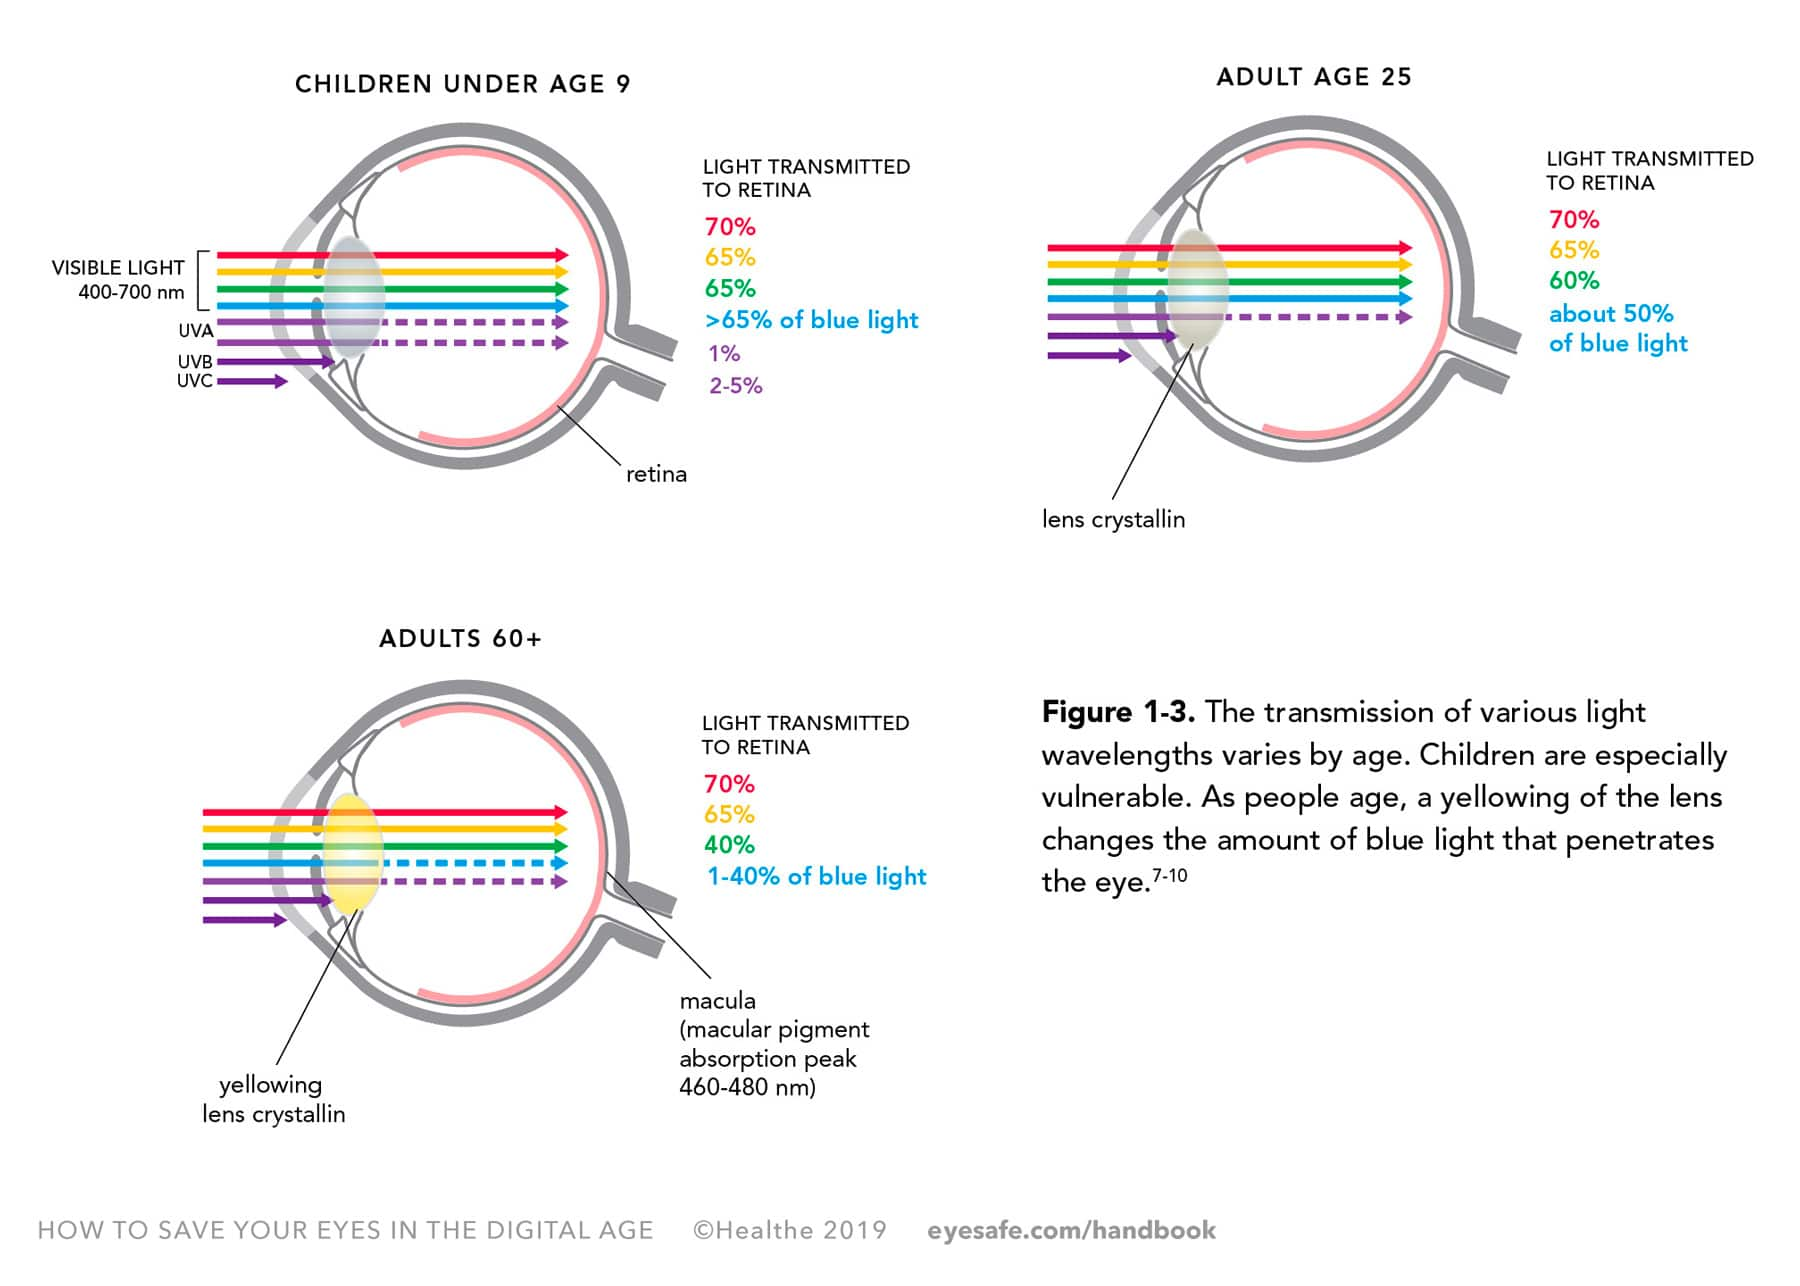 CHILDREN UNDER AGE 9
LIGHT TRANSMITTED
TO RETINA
70%
65%
65%
>65% of blue light
1%
2-5%
VISIBLE LIGHT
400-700 nm
UVA
UVB
UVC
retina
ADULT AGE 25
LIGHT TRANSMITTED
TO RETINA
70%
65%
60%
about 50%
of blue light
lens crystallin
ADULTS 60+
LIGHT TRANSMITTED
TO RETINA
70%
65%
40%
1-40% of blue light
macula
(macular pigment
absorption peak
460-480 nm)
yellowing
lens crystallin
Figure 1-3. The transmission of various light
wavelengths varies by age. Children are especially
vulnerable. As people age, a yellowing of the lens
changes the amount of blue light that penetrates
the eye.7-10
HOW TO SAVE YOUR EYES IN THE DIGITAL AGE ©Healthe 2019 eyesafe.com/handbook